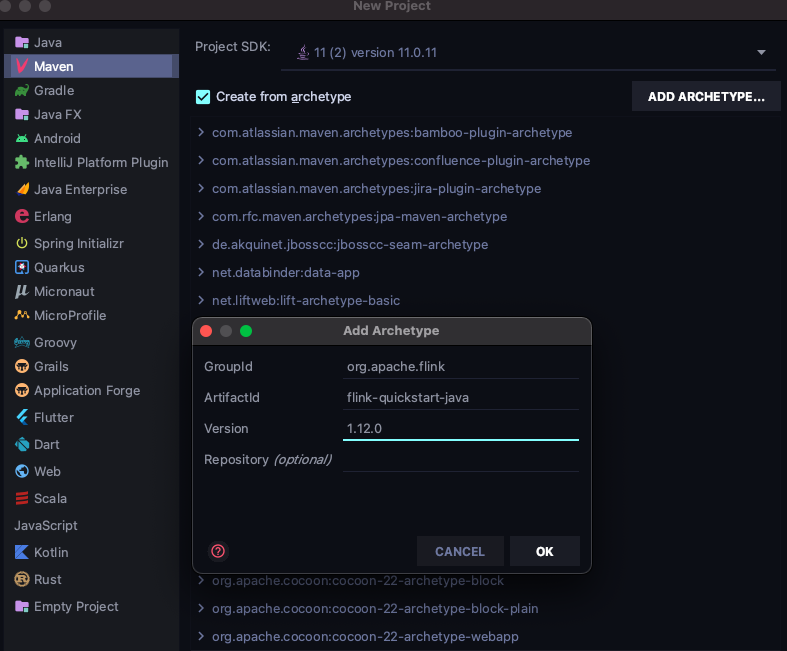 New Project
Java
Maven
Gradle
Java FX
Android
IntelliJ Platform Plugin
Java Enterprise
Erlang
Spring Initializr
Quarkus
Micronaut
MicroProfile
Groovy
Grails
Application Forge
Flutter
Dart
Web
Scala
JavaScript
Kotlin
Rust
Empty Project
Project SDK: 11 (2) version 11.0.11
Create from archetype
ADD ARCHETYPE...
com.atlassian.maven.archetypes:bamboo-plugin-archetype
com.atlassian.maven.archetypes:confluence-plugin-archetype
com.atlassian.maven.archetypes:jira-plugin-archetype
com.rfc.maven.archetypes:jpa-maven-archetype
de.akquinet.jbosscc:jbosscc-seam-archetype
net.databinder:data-app
net.liftweb:lift-archetype-basic
Add Archetype
GroupId org.apache.flink
ArtifactId flink-quickstart-java
Version 1.12.0
Repository (optional)
CANCEL OK
org.apache.cocoon:cocoon-22-archetype-block
org.apache.cocoon:cocoon-22-archetype-block-plain
org.apache.cocoon:cocoon-22-archetype-webapp